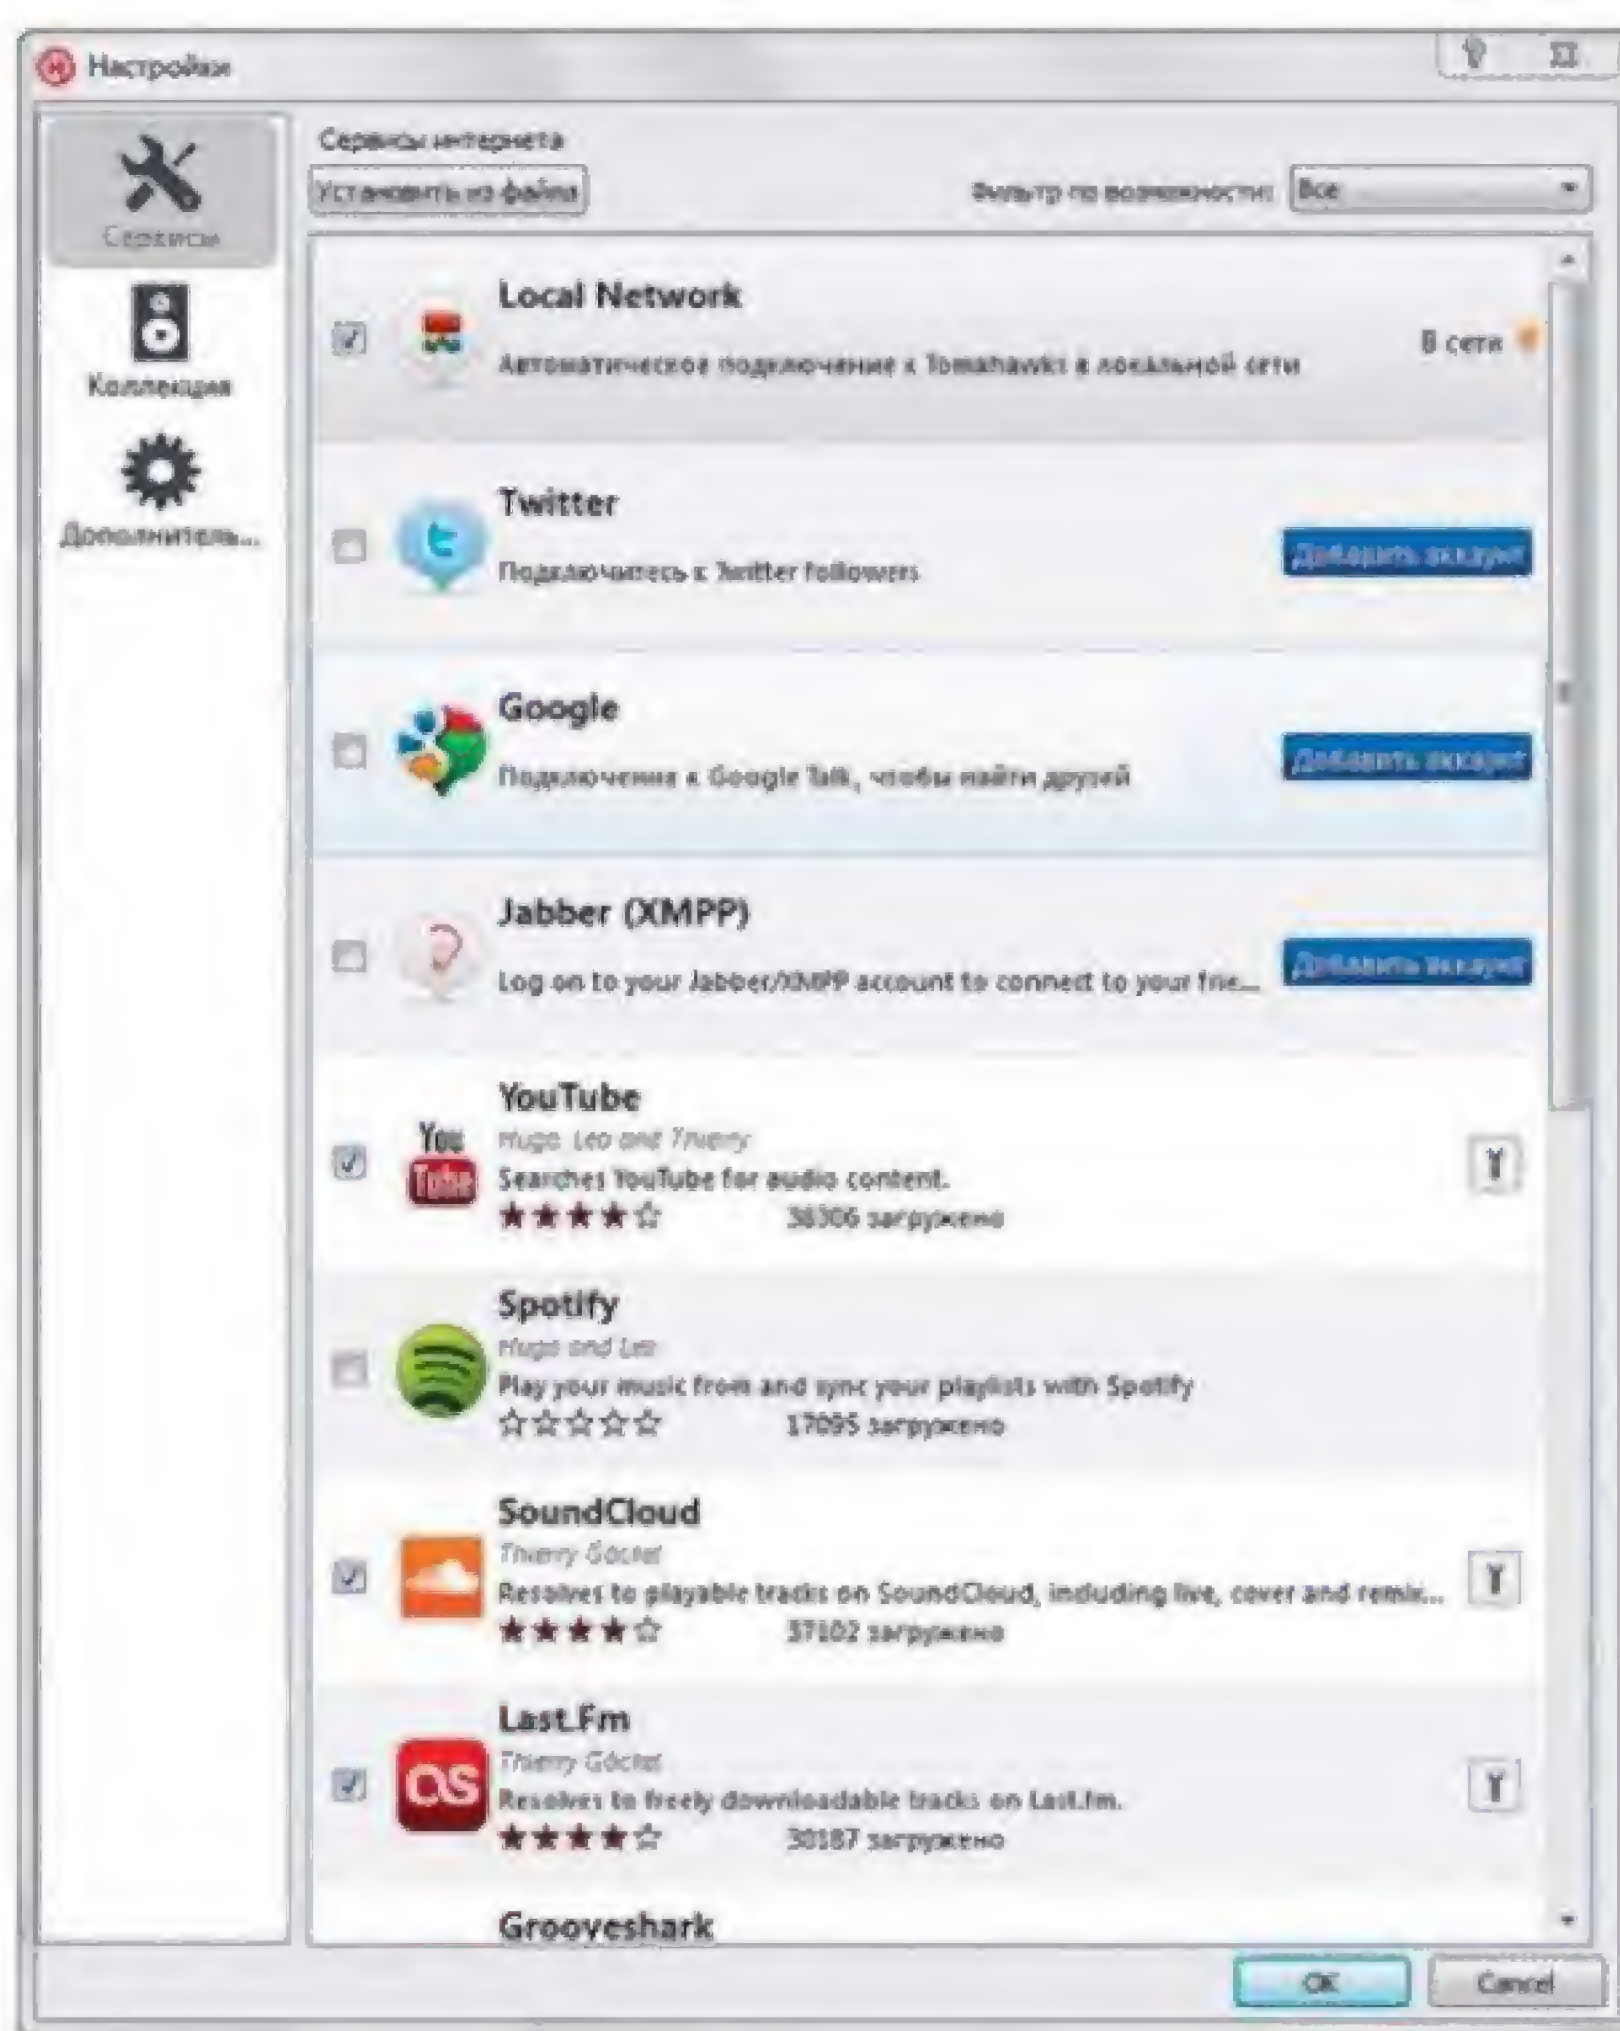 Настройки
Сервисы интернета
Установить из файла
Фильтр по возможности: Все
Сервисы
Коллекция
Дополнитель...
Local Network
Автоматическое подключение к Tomahawks в локальной сети
В сети
Twitter
Подключитесь к Twitter followers
Добавить аккаунт
Google
Подключения к Google Talk, чтобы найти друзей
Добавить аккаунт
Jabber (XMPP)
Log on to your Jabber/XMPP account to connect to your frie...
Добавить аккаунт
YouTube
You
Tube
Hugo, Leo and Thierry
Searches YouTube for audio content.
38306 загружено
Spotify
Hugo and Leo
Play your music from and sync your playlists with Spotify
17095 загружено
SoundCloud
Thierry Göckel
Resolves to playable tracks on SoundCloud, including live, cover and remix...
37102 загружено
Last.Fm
Thierry Göckel
Resolves to freely downloadable tracks on Last.fm.
30187 загружено
Grooveshark
OK
Cancel